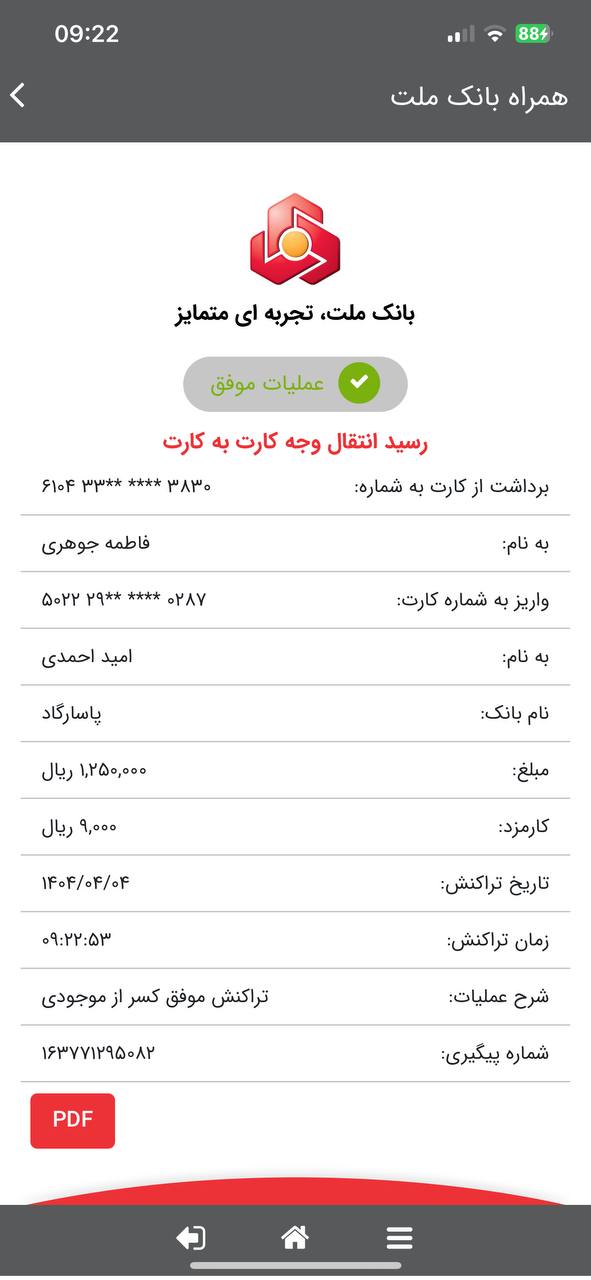 09:22
88
همراه بانک ملت
بانک ملت، تجربه ای متمایز
عملیات موفق
رسید انتقال وجه کارت به کارت
برداشت از کارت به شماره: ۶۱۰۴ ۳۳** **** ۳۸۳۰
به نام: فاطمه جوهری
واریز به شماره کارت: ۵۰۲۲ ۲۹** **** ۰۲۸۷
به نام: امید احمدی
نام بانک: پاسارگاد
مبلغ: ۱,۲۵۰,۰۰۰ ریال
کارمزد: ۹,۰۰۰ ریال
تاریخ تراکنش: ۱۴۰۴/۰۴/۰۴
زمان تراکنش: ۰۹:۲۲:۵۳
شرح عملیات: تراکنش موفق کسر از موجودی
شماره پیگیری: ۱۶۳۷۷۱۲۹۵۰۸۲
PDF